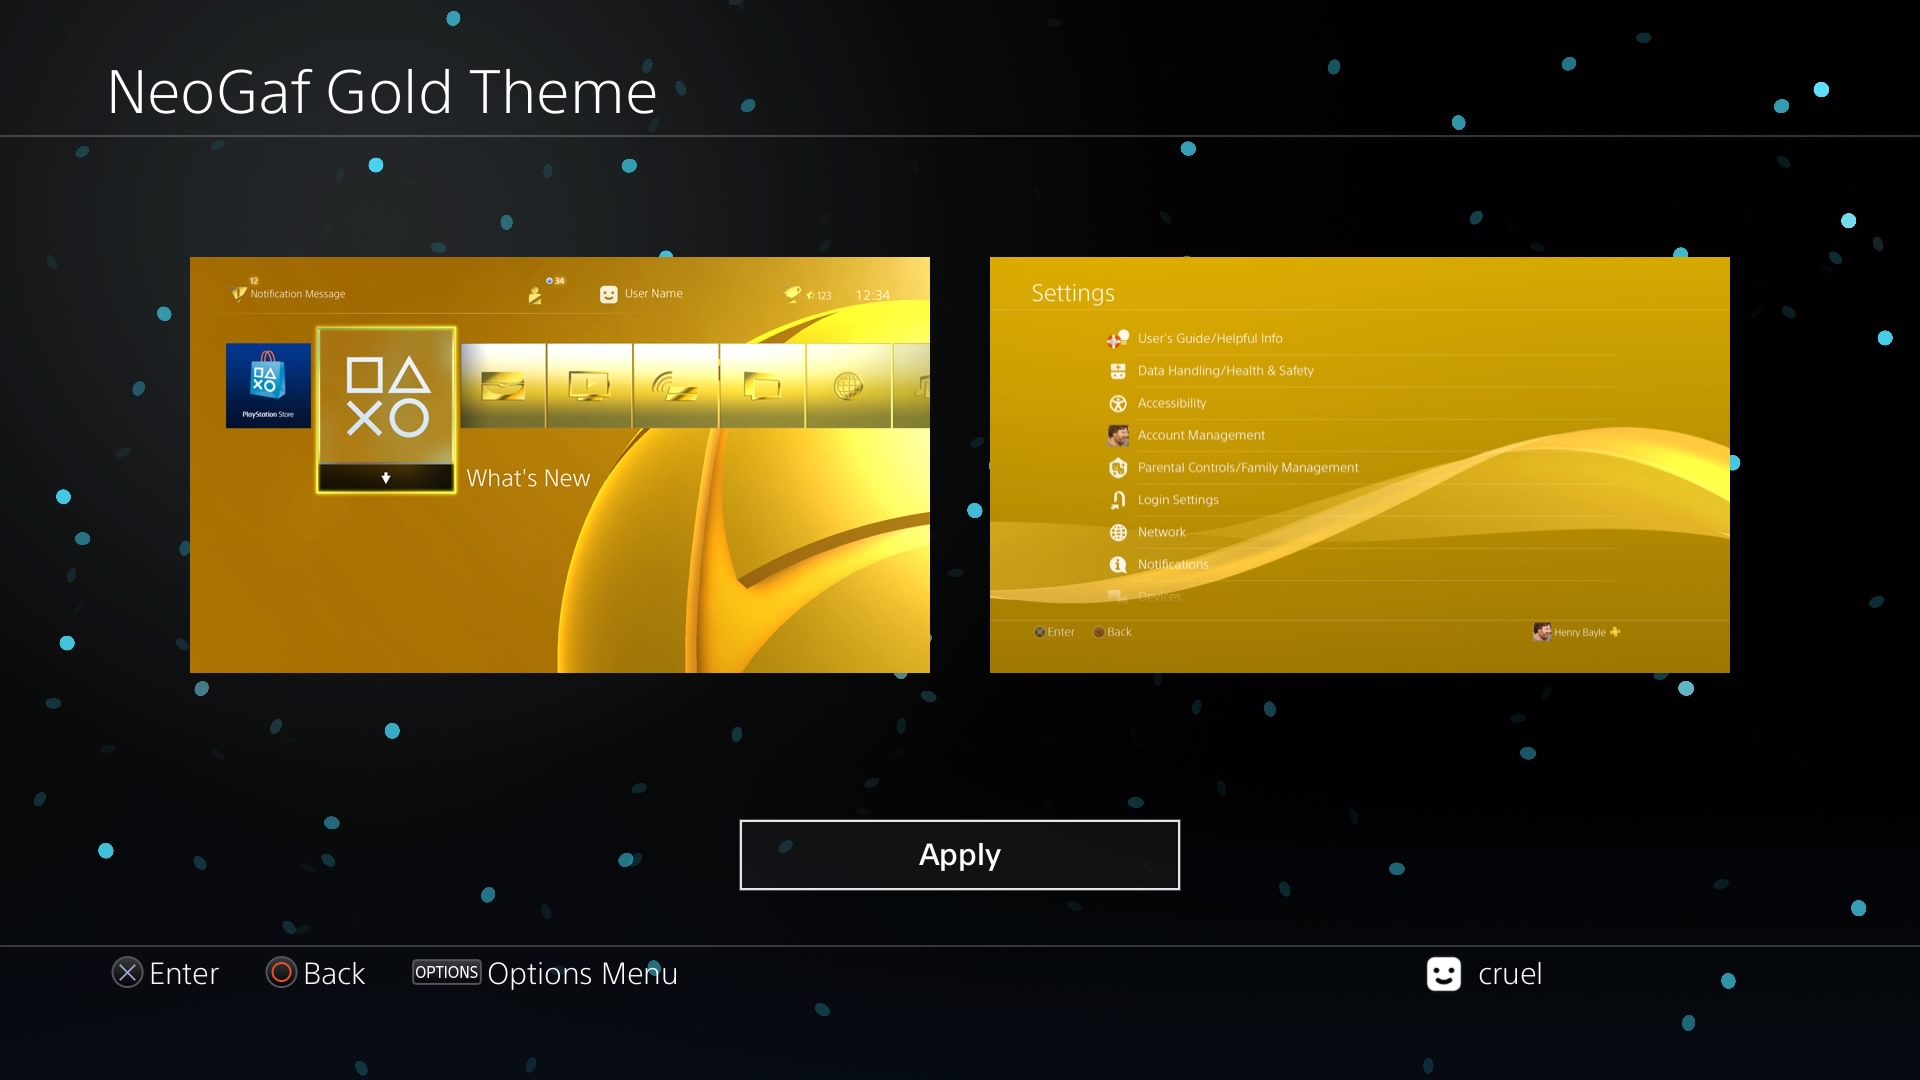 NeoGaf Gold Theme
12
Notification Message
34
User Name
123
12:34
PlayStation Store
What's New
Settings
User's Guide/Helpful Info
Data Handling/Health & Safety
Accessibility
Account Management
Parental Controls/Family Management
Login Settings
Network
Notifications
Devices
Enter
Back
Henry Bayle
Apply
Enter
Back
OPTIONS Options Menu
cruel